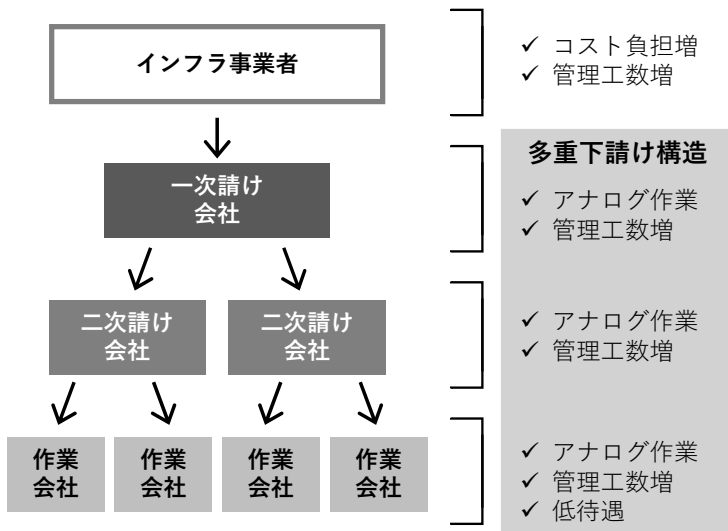 インフラ事業者
✓ コスト負担増
✓ 管理工数増
多重下請け構造
一次請け
会社
✓ アナログ作業
✓ 管理工数増
二次請け
会社
二次請け
会社
✓ アナログ作業
✓ 管理工数増
作業
会社
作業
会社
作業
会社
作業
会社
✓ アナログ作業
✓ 管理工数増
✓ 低待遇